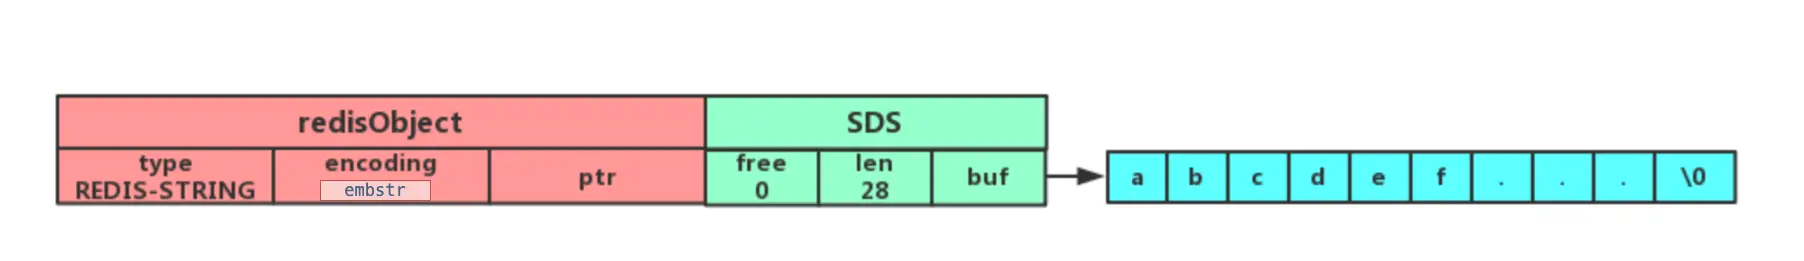 redisObject
SDS
type
REDIS-STRING
encoding
embstr
ptr
free
0
len
28
buf
a b c d e f . . . \0